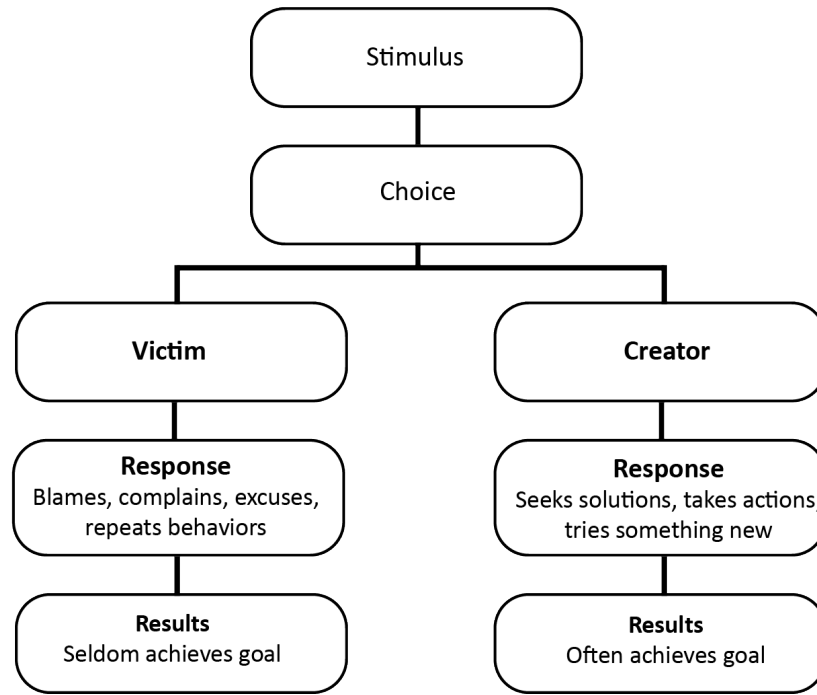 Stimulus
Choice
Victim
Creator
Response
Blames, complains, excuses,
repeats behaviors
Response
Seeks solutions, takes actions,
tries something new
Results
Seldom achieves goal
Results
Often achieves goal